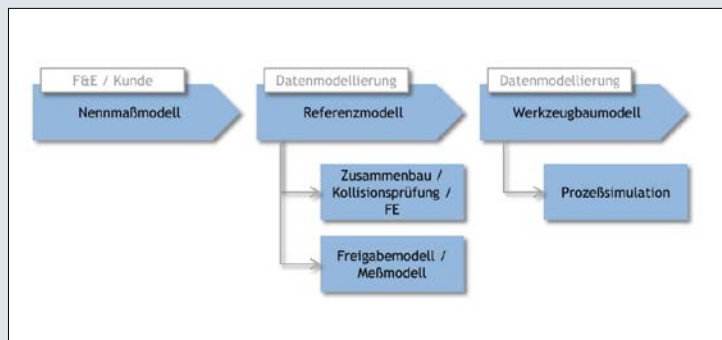 F&E / Kunde
Nennmaßmodell
Datenmodellierung
Referenzmodell
Datenmodellierung
Werkzeugbaumodell
Zusammenbau /
Kollisionsprüfung /
FE
Prozeßsimulation
Freigabemodell /
Meßmodell